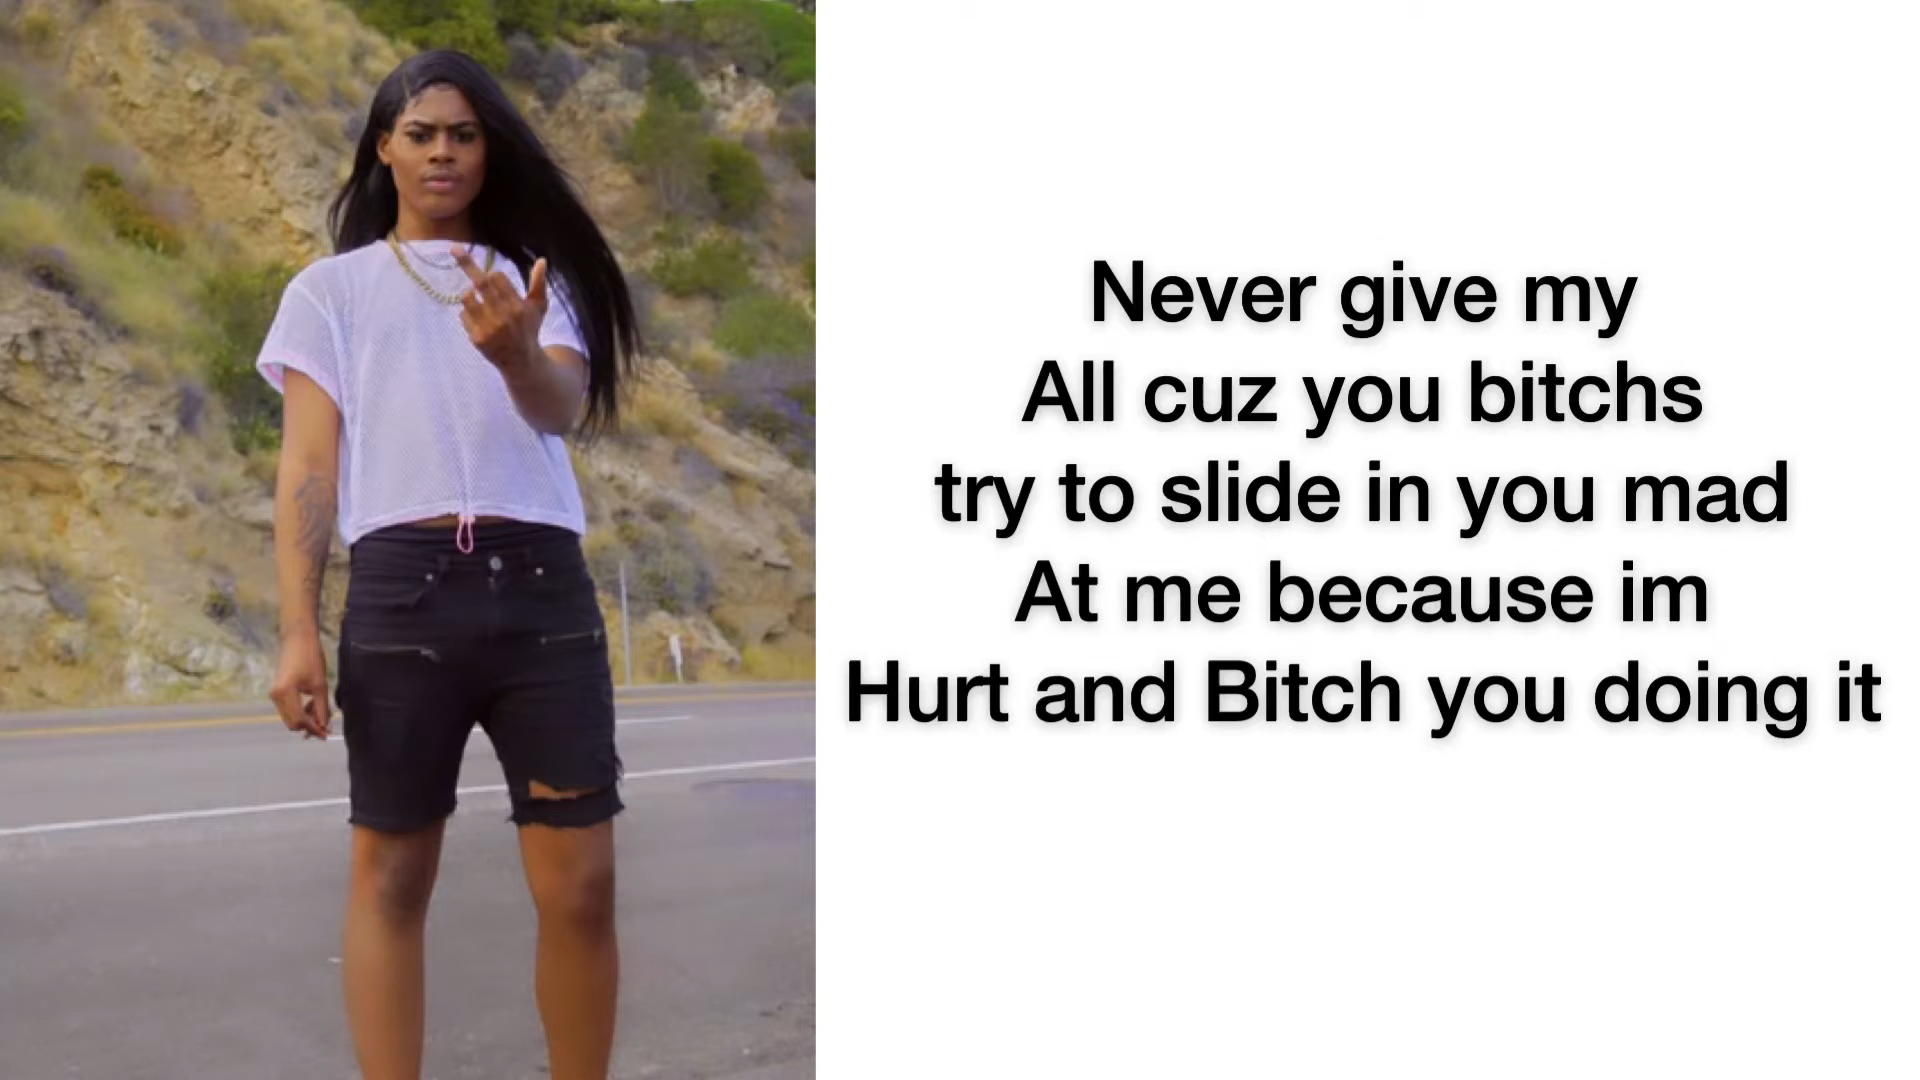 Never give my
All cuz you bitchs
try to slide in you mad
At me because im
Hurt and Bitch you doing it